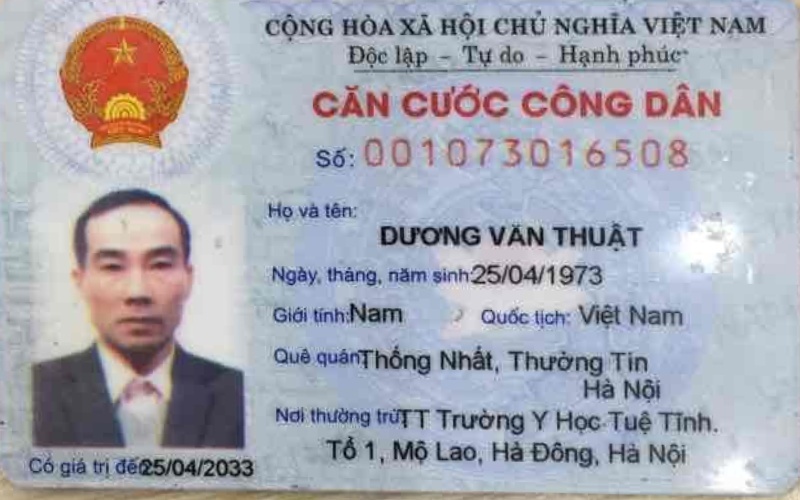 CỘNG HÒA XÃ HỘI CHỦ NGHĨA VIỆT NAM
Độc lập – Tự do – Hạnh phúc
CĂN CƯỚC CÔNG DÂN
Số: 001073016508
Họ và tên:
DƯƠNG VĂN THUẬT
Ngày, tháng, năm sinh: 25/04/1973
Giới tính: Nam Quốc tịch: Việt Nam
Quê quán Thống Nhất, Thường Tín
Hà Nội
Nơi thường trú: TT Trường Y Học Tuệ Tĩnh.
Tổ 1, Mộ Lao, Hà Đông, Hà Nội
Có giá trị đến 25/04/2033